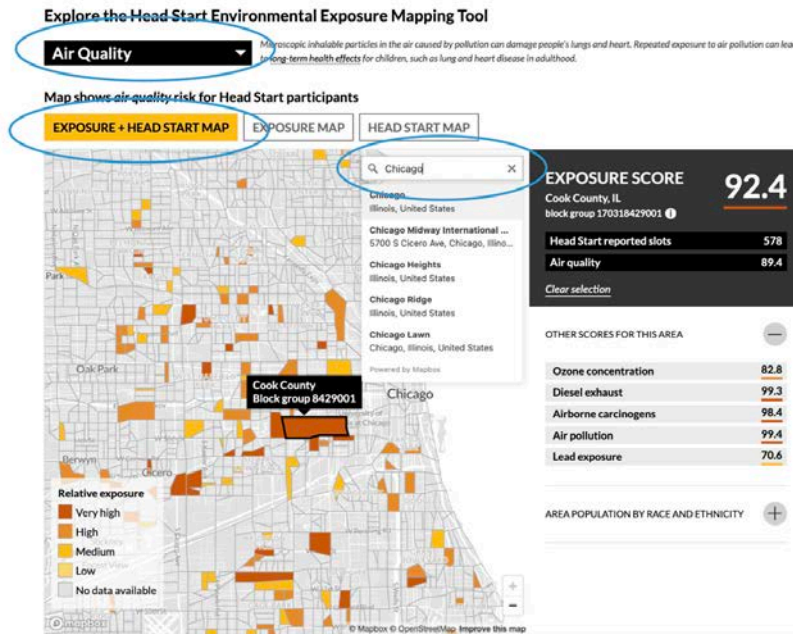 Explore the Head Start Environmental Exposure Mapping Tool
Air Quality
Microscopic inhalable particles in the air caused by pollution can damage people's lungs and heart. Repeated exposure to air pollution can lea
to long-term health effects for children, such as lung and heart disease in adulthood.
Map shows air quality risk for Head Start participants
EXPOSURE + HEAD START MAP
EXPOSURE MAP
HEAD START MAP
Chicago
Chicago
Illinois, United States
Chicago Midway International ...
5700 S Cicero Ave, Chicago, Illino...
Chicago Heights
Illinois, United States
Chicago Ridge
Illinois, United States
Chicago Lawn
Chicago, Illinois, United States
Powered by Mapbox
Park
Oak Park
Cook County
Block group 8429001
Chicago
at Chicago
Berwyn
Cicero
Relative exposure
Very high
High
Medium
Low
No data available
mapbox
© Mapbox © OpenStreetMap Improve this map
EXPOSURE SCORE
92.4
Cook County, IL
block group 170318429001
Head Start reported slots 578
Air quality 89.4
Clear selection
OTHER SCORES FOR THIS AREA
Ozone concentration 82.8
Diesel exhaust 99.3
Airborne carcinogens 98.4
Air pollution 99.4
Lead exposure 70.6
AREA POPULATION BY RACE AND ETHNICITY